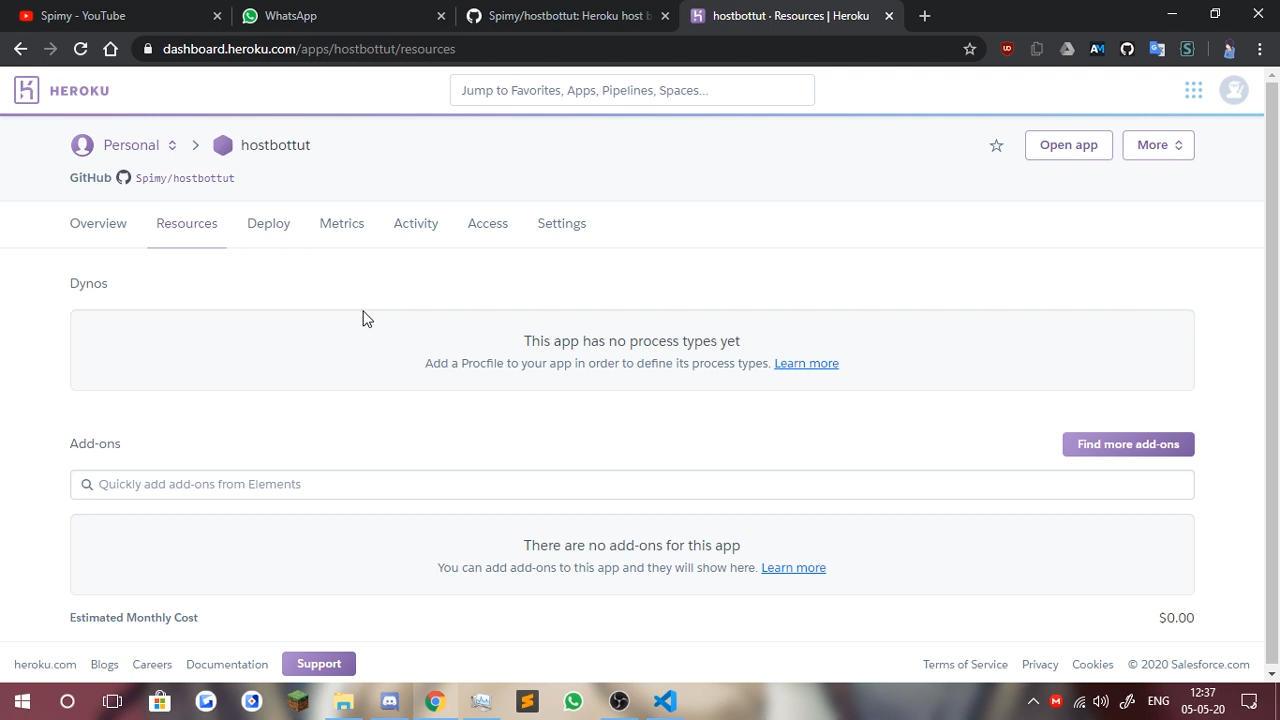 Spimy - YouTube
WhatsApp
Spimy/hostbottut: Heroku host b
hostbottut · Resources | Heroku
dashboard.heroku.com/apps/hostbottut/resources
HEROKU
Jump to Favorites, Apps, Pipelines, Spaces...
Personal
hostbottut
Open app
More
GitHub Spimy/hostbottut
Overview
Resources
Deploy
Metrics
Activity
Access
Settings
Dynos
This app has no process types yet
Add a Procfile to your app in order to define its process types. Learn more
Add-ons
Find more add-ons
Quickly add add-ons from Elements
There are no add-ons for this app
You can add add-ons to this app and they will show here. Learn more
Estimated Monthly Cost
$0.00
heroku.com
Blogs
Careers
Documentation
Support
Terms of Service
Privacy
Cookies
© 2020 Salesforce.com
ENG
12:37
05-05-20